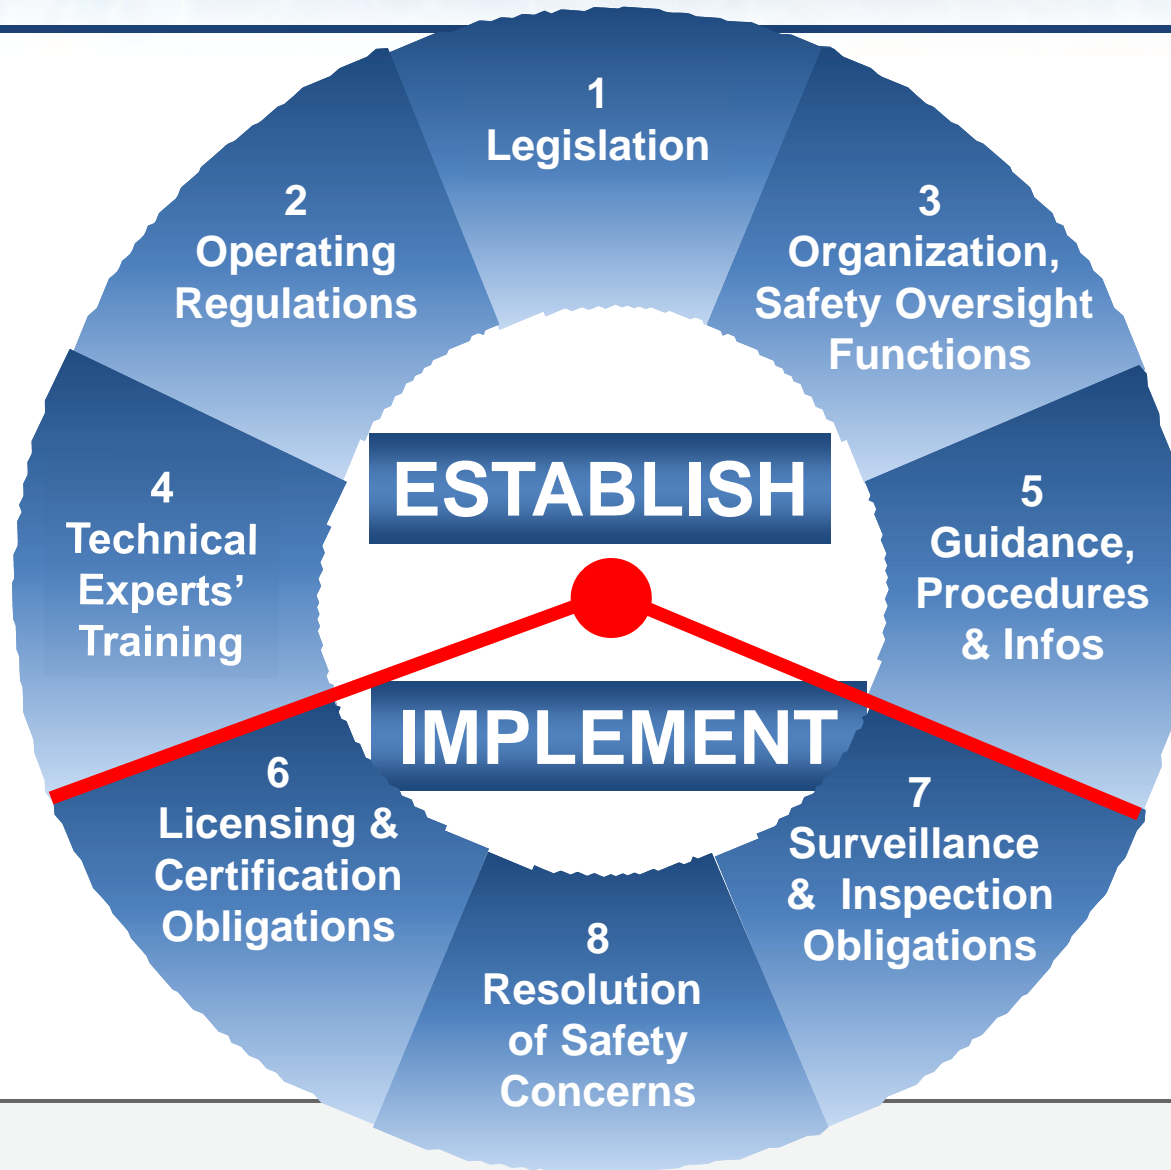 1
Legislation
2
Operating
Regulations
3
Organization,
Safety Oversight
Functions
4
Technical
Experts’
Training
ESTABLISH
5
Guidance,
Procedures
& Infos
IMPLEMENT
6
Licensing &
Certification
Obligations
7
Surveillance
& Inspection
Obligations
8
Resolution
of Safety
Concerns